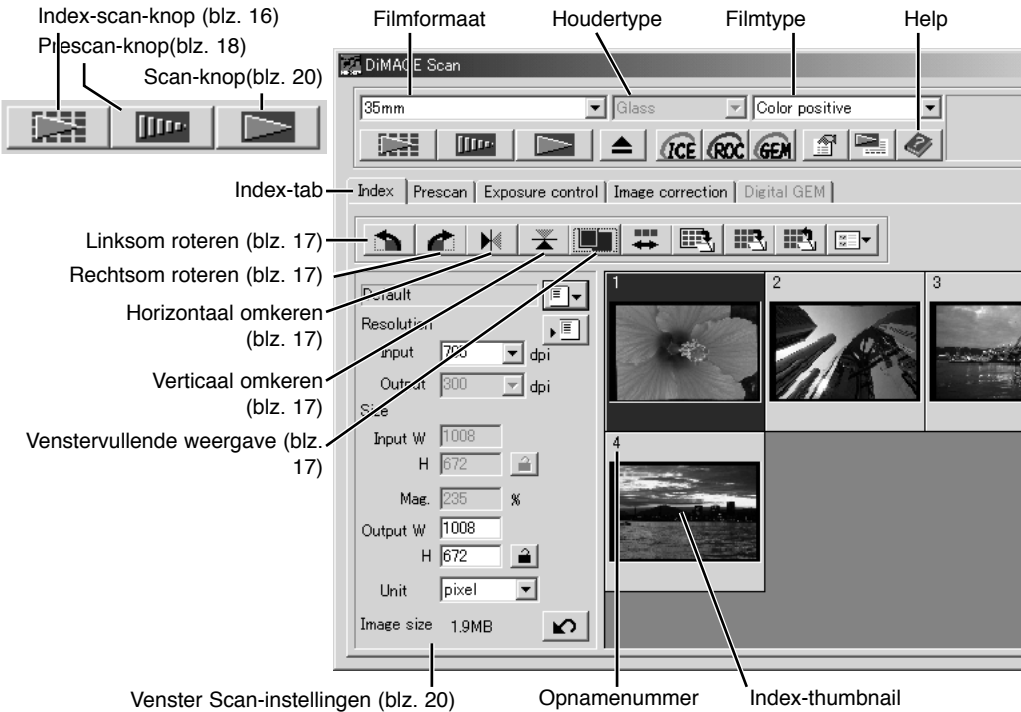 Index-scan-knop (blz. 16)
Prescan-knop(blz. 18)
Scan-knop(blz. 20)
Filmformaat
Houdertype
Filmtype
Help
DiMAGE Scan
35mm
Glass
Color positive
ICE
ROC
GEM
Index-tab
Index
Prescan
Exposure control
Image correction
Digital GEM
Linksom roteren (blz. 17)
Rechtsom roteren (blz. 17)
Horizontaal omkeren
(blz. 17)
Verticaal omkeren
(blz. 17)
Venstervullende weergave (blz.
17)
Default
Resolution
Input
dpi
Output 300 dpi
Size
Input W 1008
H 672
Mag. 235 %
Output W 1008
H 672
Unit pixel
Image size 1.9MB
1
2
3
4
Venster Scan-instellingen (blz. 20)
Opnamenummer
Index-thumbnail